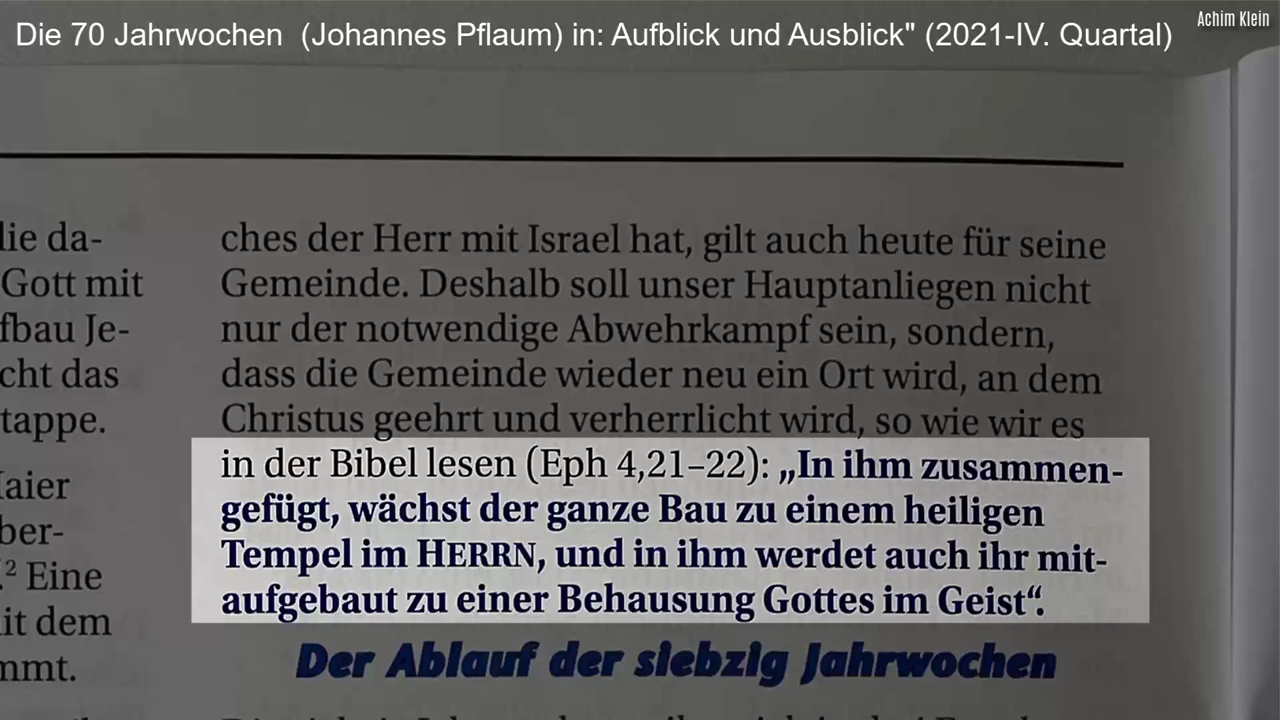 Die 70 Jahrwochen (Johannes Pflaum) in: Aufblick und Ausblick" (2021-IV. Quartal)
Achim Klein
lie da-
Gott mit
fbau Je-
cht das
tappe.
aier
ber-
.² Eine
it dem
mmt.
ches der Herr mit Israel hat, gilt auch heute für seine
Gemeinde. Deshalb soll unser Hauptanliegen nicht
nur der notwendige Abwehrkampf sein, sondern,
dass die Gemeinde wieder neu ein Ort wird, an dem
Christus geehrt und verherrlicht wird, so wie wir es
in der Bibel lesen (Eph 4,21–22): „In ihm zusammen-
gefügt, wächst der ganze Bau zu einem heiligen
Tempel im HERRN, und in ihm werdet auch ihr mit-
aufgebaut zu einer Behausung Gottes im Geist“.
Der Ablauf der siebzig Jahrwochen